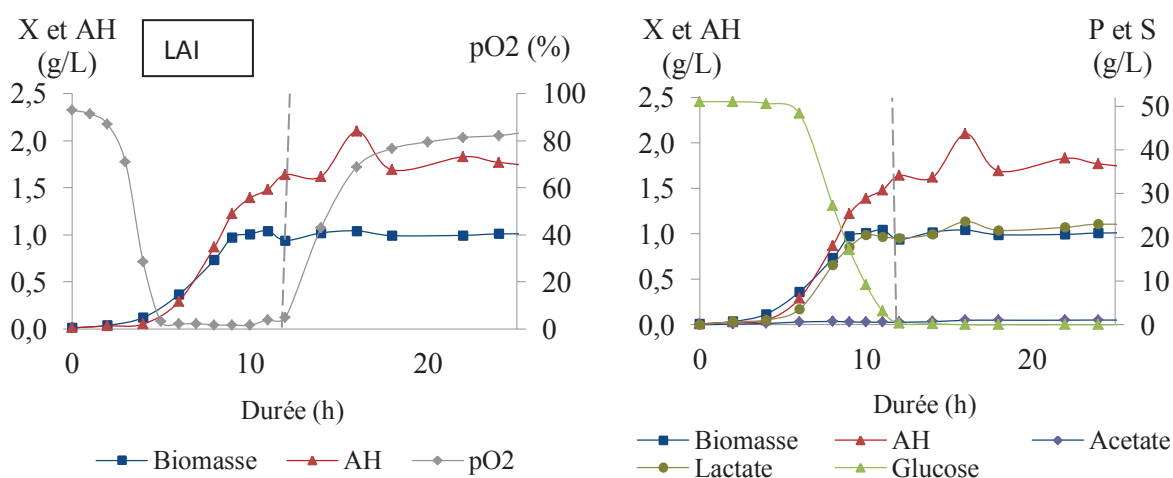 X et AH
(g/L)
LAI
pO2 (%)
2,5
2,0
1,5
1,0
0,5
0,0
100
80
60
40
20
0
0
10
20
Durée (h)
Biomasse
AH
pO2
X et AH
(g/L)
P et S
(g/L)
2,5
2,0
1,5
1,0
0,5
0,0
50
40
30
20
10
0
0
10
20
Durée (h)
Biomasse
AH
Acetate
Lactate
Glucose